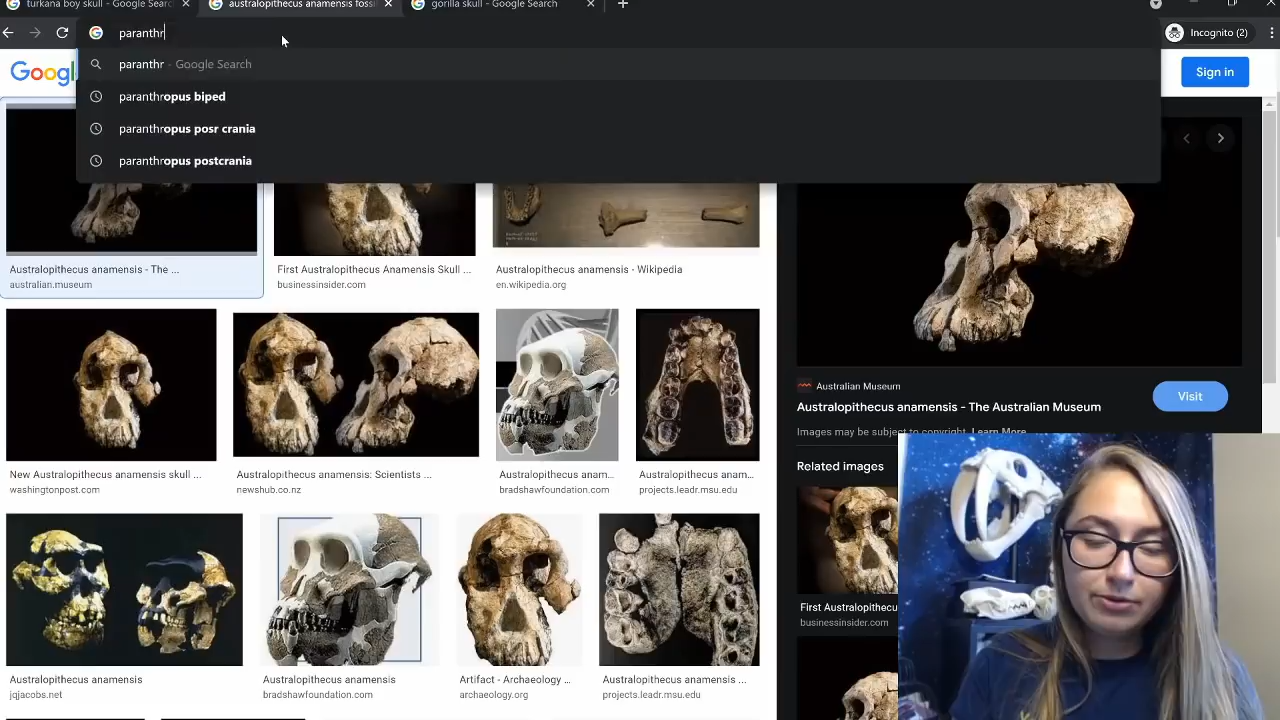 turkana boy skull - Google Search
australopithecus anamensis fossi
gorilla skull - Google Search
paranthr
Incognito (2)
paranthr - Google Search
paranthropus biped
paranthropus posr crania
paranthropus postcrania
Googl
Sign in
Australopithecus anamensis - The ...
australian.museum
First Australopithecus Anamensis Skull ...
businessinsider.com
Australopithecus anamensis - Wikipedia
en.wikipedia.org
Australian Museum
Visit
Australopithecus anamensis - The Australian Museum
Images may be subject to copyright. Learn More
Related images
New Australopithecus anamensis skull ...
washingtonpost.com
Australopithecus anamensis: Scientists ...
newshub.co.nz
Australopithecus anam...
bradshawfoundation.com
Australopithecus anam...
projects.leadr.msu.edu
First Australopithecu
businessinsider.com
Australopithecus anamensis
jqjacobs.net
Australopithecus anamensis
bradshawfoundation.com
Artifact - Archaeology ...
archaeology.org
Australopithecus anamensis ...
projects.leadr.msu.edu